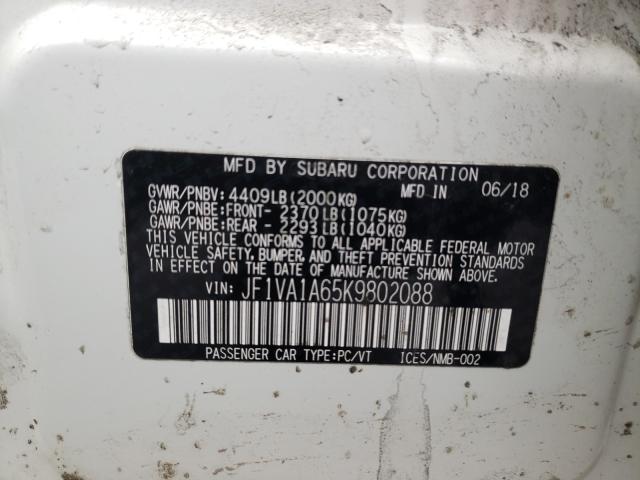 MFD BY SUBARU CORPORATION
GVWR/PNBV: 4409LB(2000KG) MFD IN 06/18
GAWR/PNBE:FRONT- 2370LB(1075KG)
GAWR/PNBE:REAR - 2293LB(1040KG)
THIS VEHICLE CONFORMS TO ALL APPLICABLE FEDERAL MOTOR
VEHICLE SAFETY, BUMPER, AND THEFT PREVENTION STANDARDS
IN EFFECT ON THE DATE OF MANUFACTURE SHOWN ABOVE.
VIN: JF1VA1A65K9802088
PASSENGER CAR TYPE:PC/VT ICES/NMB-002